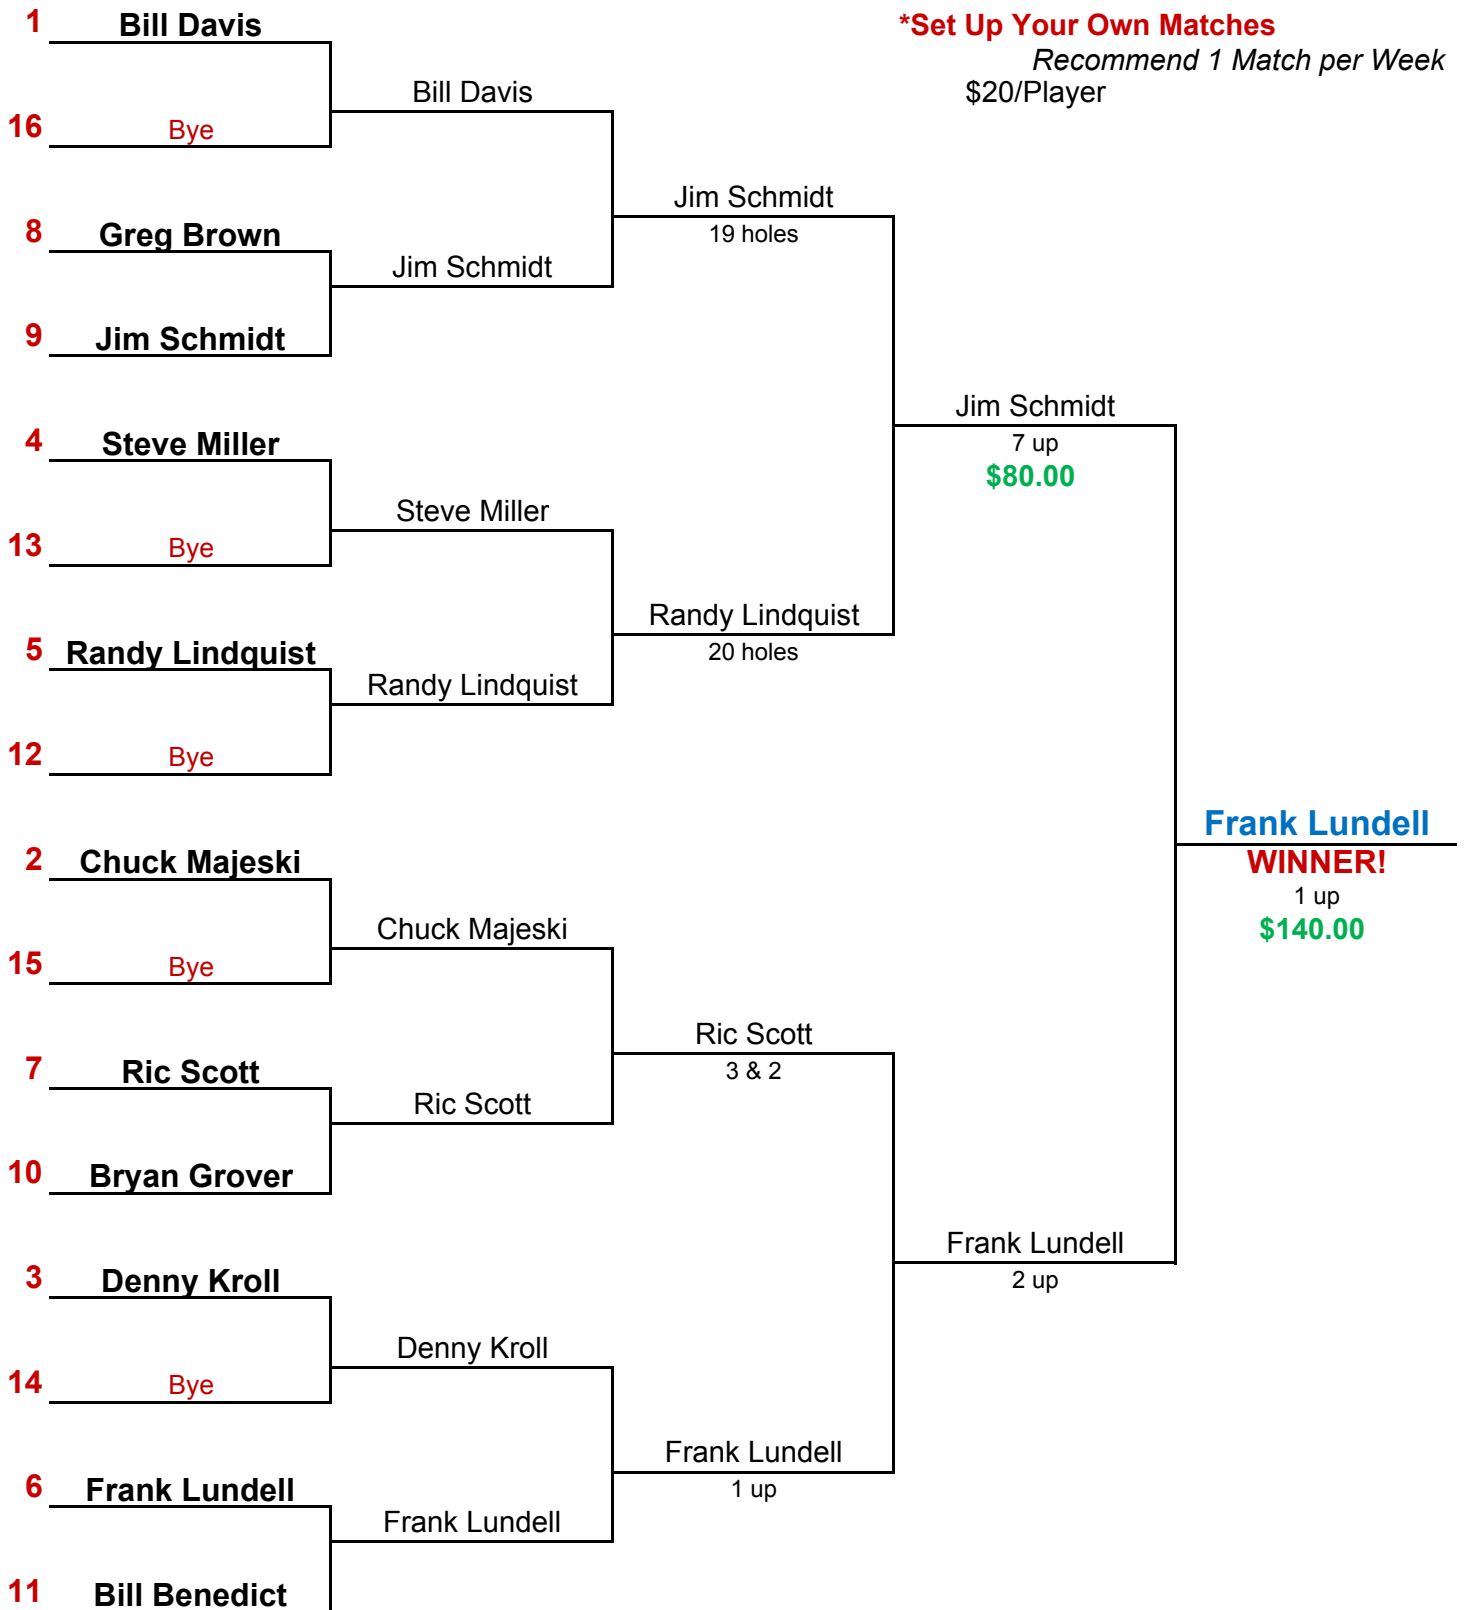 1 Bill Davis
*Set Up Your Own Matches
Recommend 1 Match per Week
$20/Player
Bill Davis
16 Bye
Jim Schmidt
19 holes
8 Greg Brown
Jim Schmidt
9 Jim Schmidt
Jim Schmidt
7 up
$80.00
4 Steve Miller
Steve Miller
13 Bye
Randy Lindquist
20 holes
5 Randy Lindquist
Randy Lindquist
12 Bye
Frank Lundell
WINNER!
1 up
$140.00
2 Chuck Majeski
Chuck Majeski
15 Bye
Ric Scott
3 & 2
7 Ric Scott
Ric Scott
10 Bryan Grover
Frank Lundell
2 up
3 Denny Kroll
Denny Kroll
14 Bye
Frank Lundell
1 up
6 Frank Lundell
Frank Lundell
11 Bill Benedict